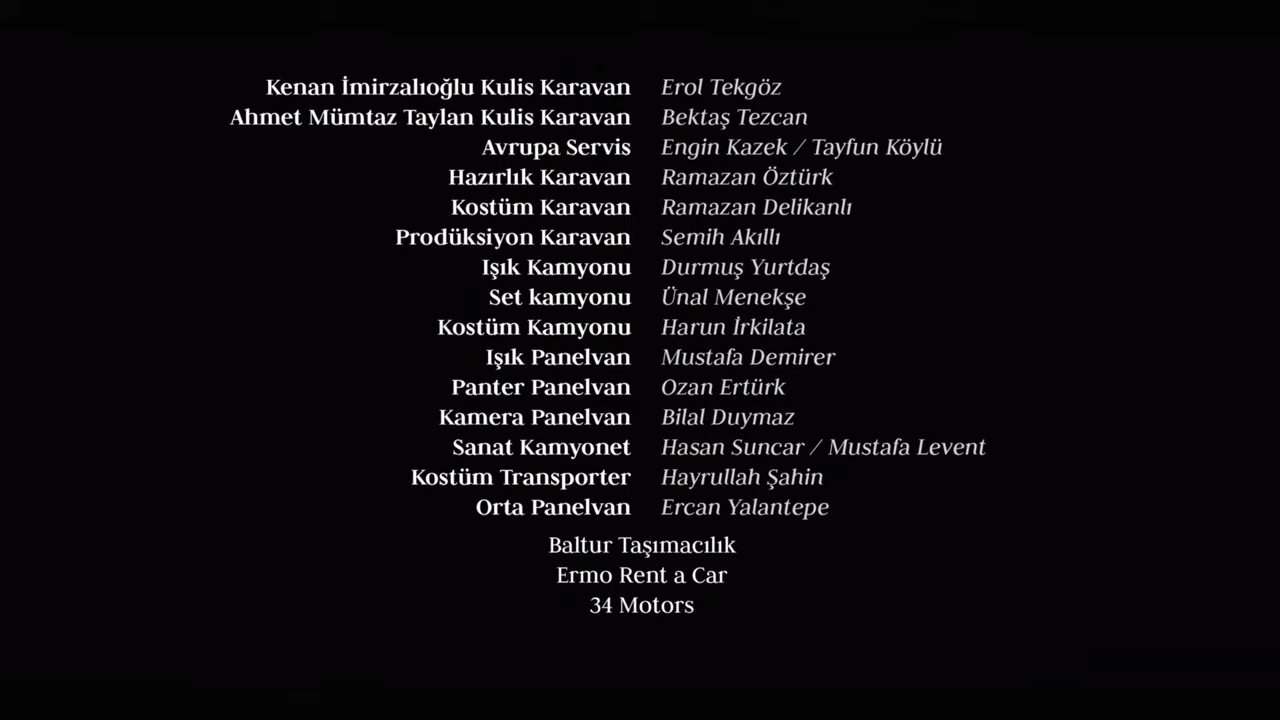 Kenan İmirzalıoğlu Kulis Karavan Erol Tekgöz
Ahmet Mümtaz Taylan Kulis Karavan Bektaş Tezcan
Avrupa Servis Engin Kazek / Tayfun Köylü
Hazırlık Karavan Ramazan Öztürk
Kostüm Karavan Ramazan Delikanlı
Prodüksiyon Karavan Semih Akıllı
Işık Kamyonu Durmuş Yurtdaş
Set kamyonu Ünal Menekşe
Kostüm Kamyonu Harun İrkilata
Işık Panelvan Mustafa Demirer
Panter Panelvan Ozan Ertürk
Kamera Panelvan Bilal Duymaz
Sanat Kamyonet Hasan Suncar / Mustafa Levent
Kostüm Transporter Hayrullah Şahin
Orta Panelvan Ercan Yalantepe
Baltur Taşımacılık
Ermo Rent a Car
34 Motors